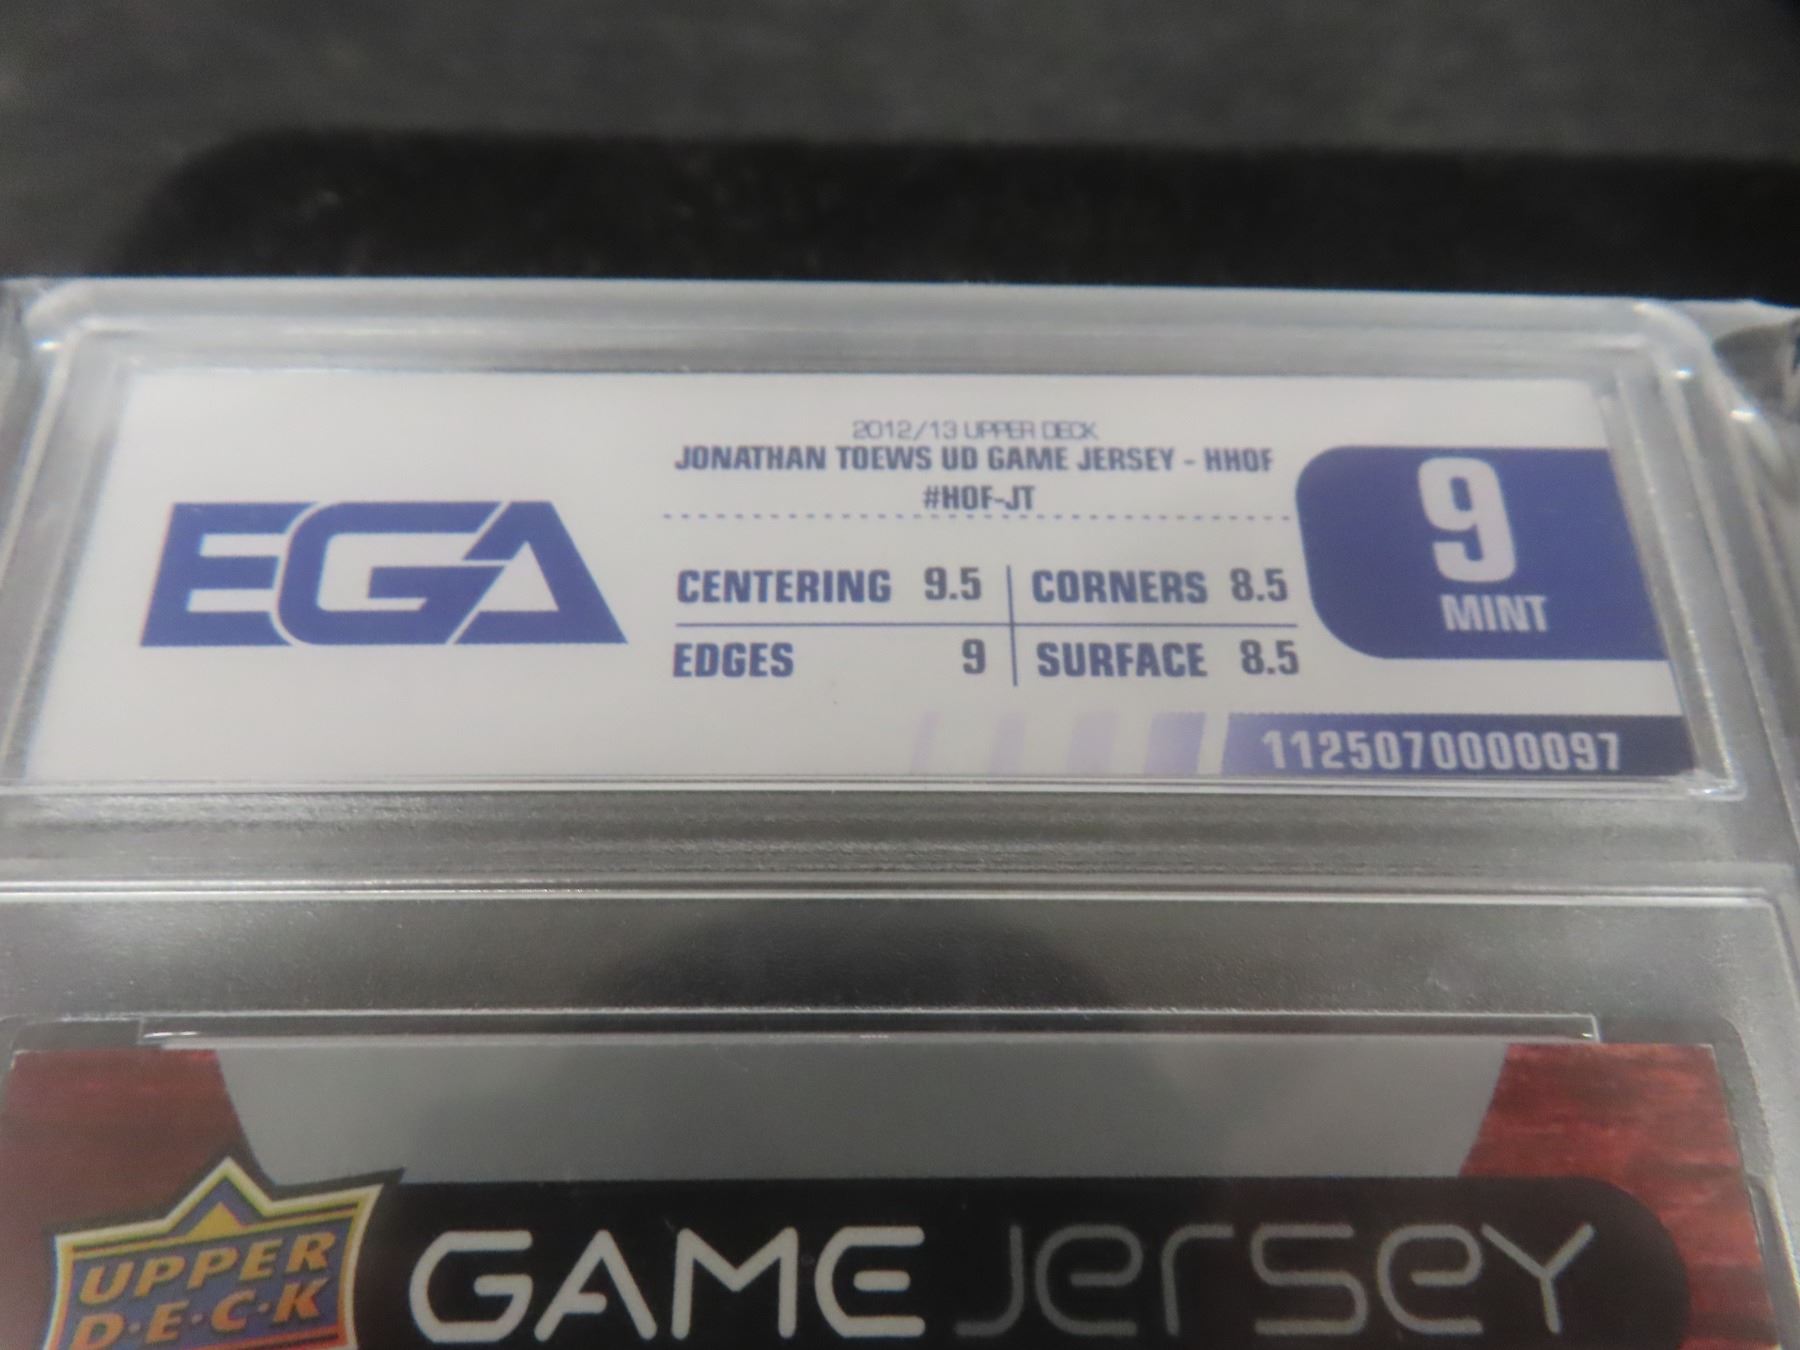 EGA
2012/13 UPPER DECK
JONATHAN TOEWS UD GAME JERSEY - HHOF
#HOF-JT
CENTERING 9.5 CORNERS 8.5
EDGES 9 SURFACE 8.5
9
MINT
1125070000097
UPPER
D·E·C·K
GAME JERSEY